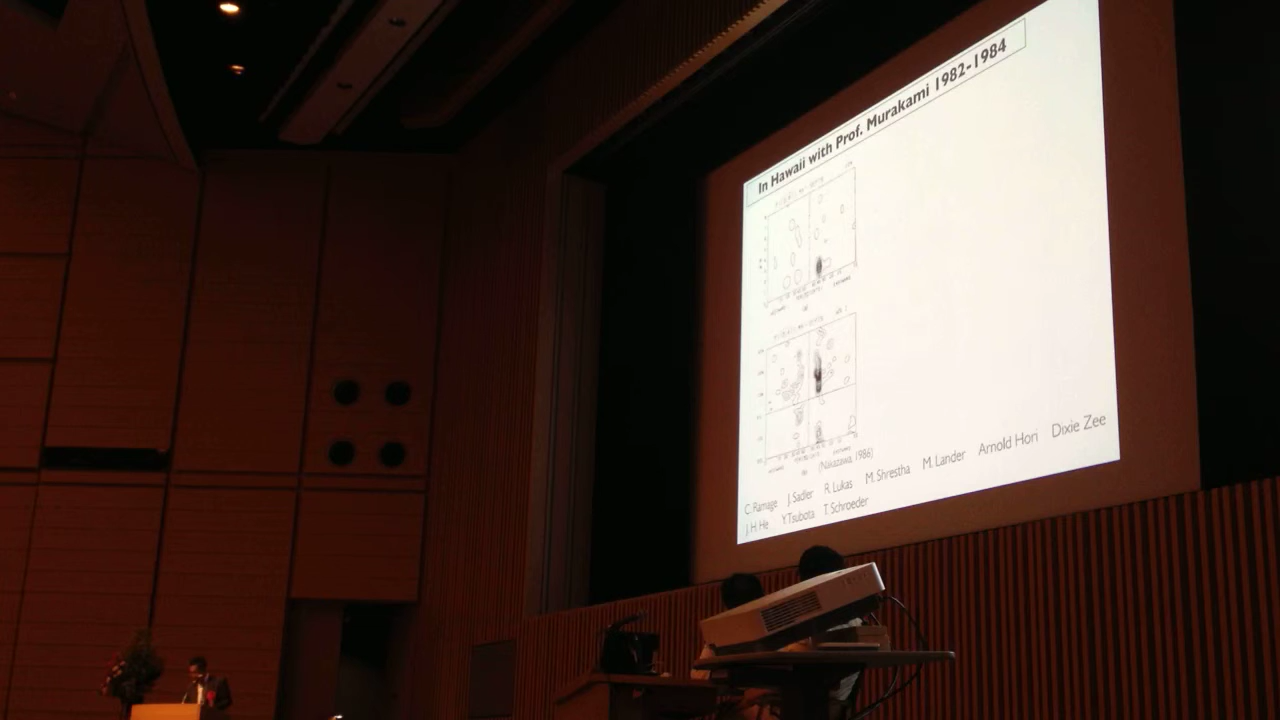 In Hawaii with Prof. Murakami 1982-1984
(Nakazawa, 1986)
C. Ramage J. Sadler R. Lukas M. Shrestha M. Lander Arnold Hori Dixie Zee
J. H. He Y. Tsubota T. Schroeder